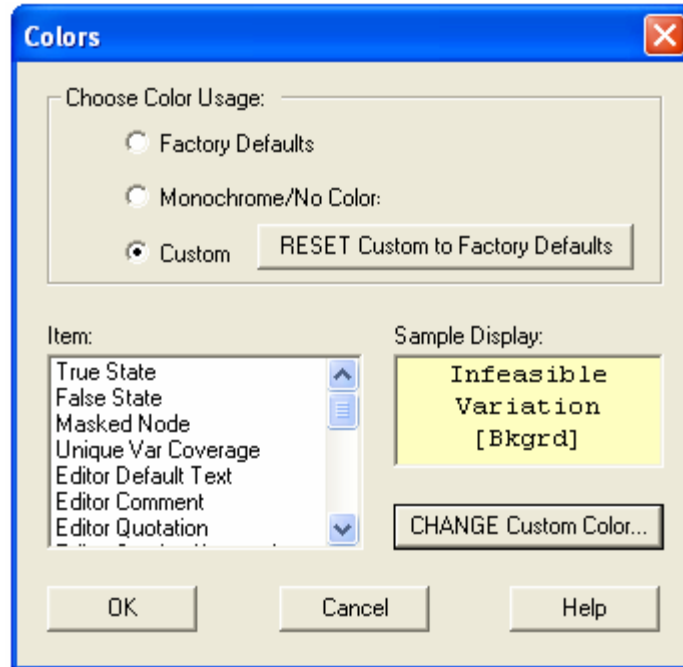 Colors
Choose Color Usage:
Factory Defaults
Monochrome/No Color:
Custom
RESET Custom to Factory Defaults
Item:
True State
False State
Masked Node
Unique Var Coverage
Editor Default Text
Editor Comment
Editor Quotation
Sample Display:
Infeasible
Variation
[Bkgrd]
CHANGE Custom Color...
OK
Cancel
Help